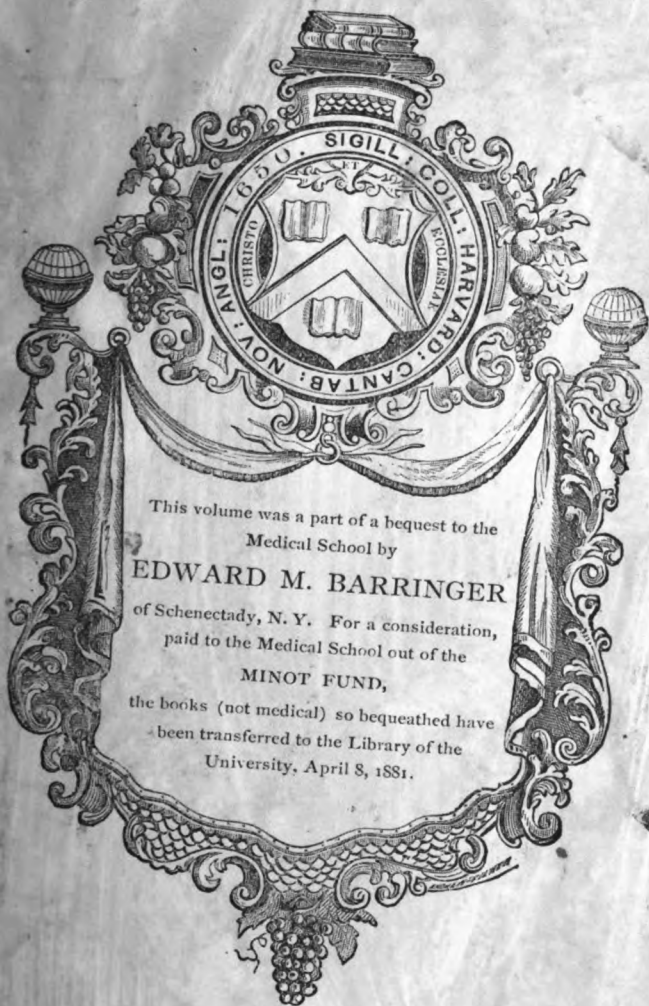 SIGILL: COLL: HARVARD: CANTAB: NOV: ANGL: 1650.
ET
CHRISTO
ECCLESIAE
This volume was a part of a bequest to the
Medical School by
EDWARD M. BARRINGER
of Schenectady, N. Y. For a consideration,
paid to the Medical School out of the
MINOT FUND,
the books (not medical) so bequeathed have
been transferred to the Library of the
University, April 8, 1881.